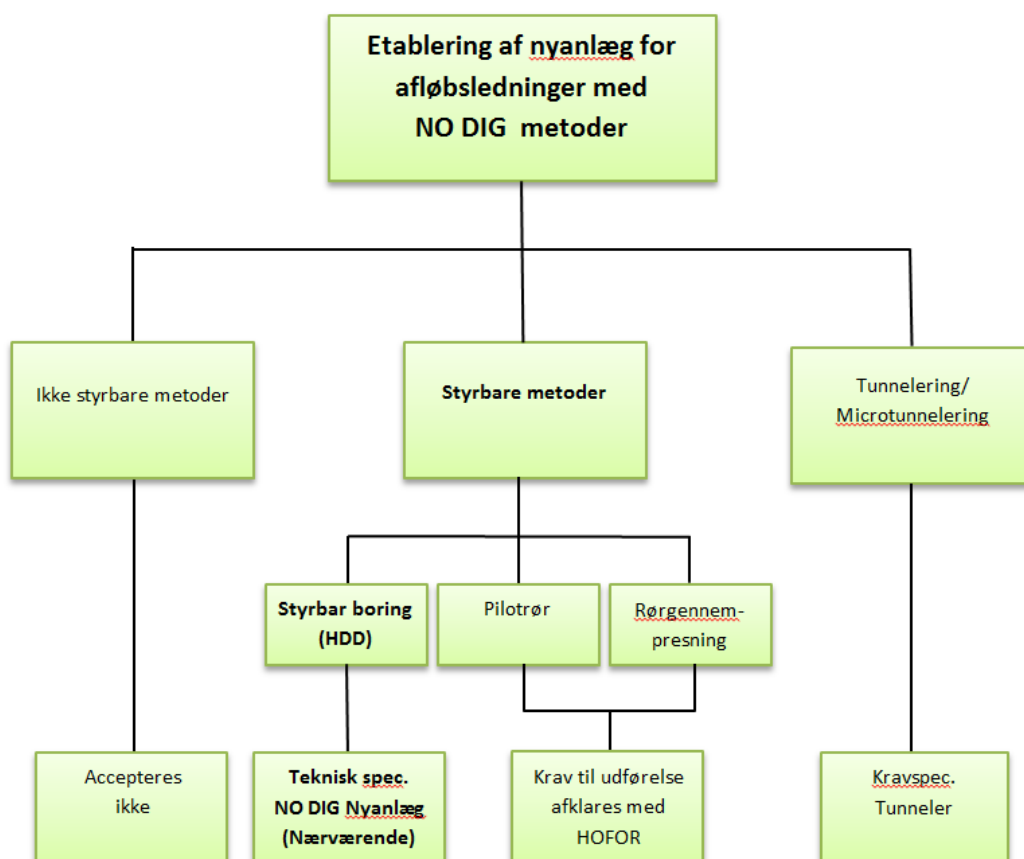 Etablering af nyanlæg for
afløbsledninger med
NO DIG metoder
Ikke styrbare metoder
Styrbare metoder
Tunnelering/
Microtunnelering
Styrbar boring
(HDD)
Pilotrør
Rørgennem-
presning
Accepteres
ikke
Teknisk spec.
NO DIG Nyanlæg
(Nærværende)
Krav til udførelse
afklares med
HOFOR
Kravspec.
Tunneler